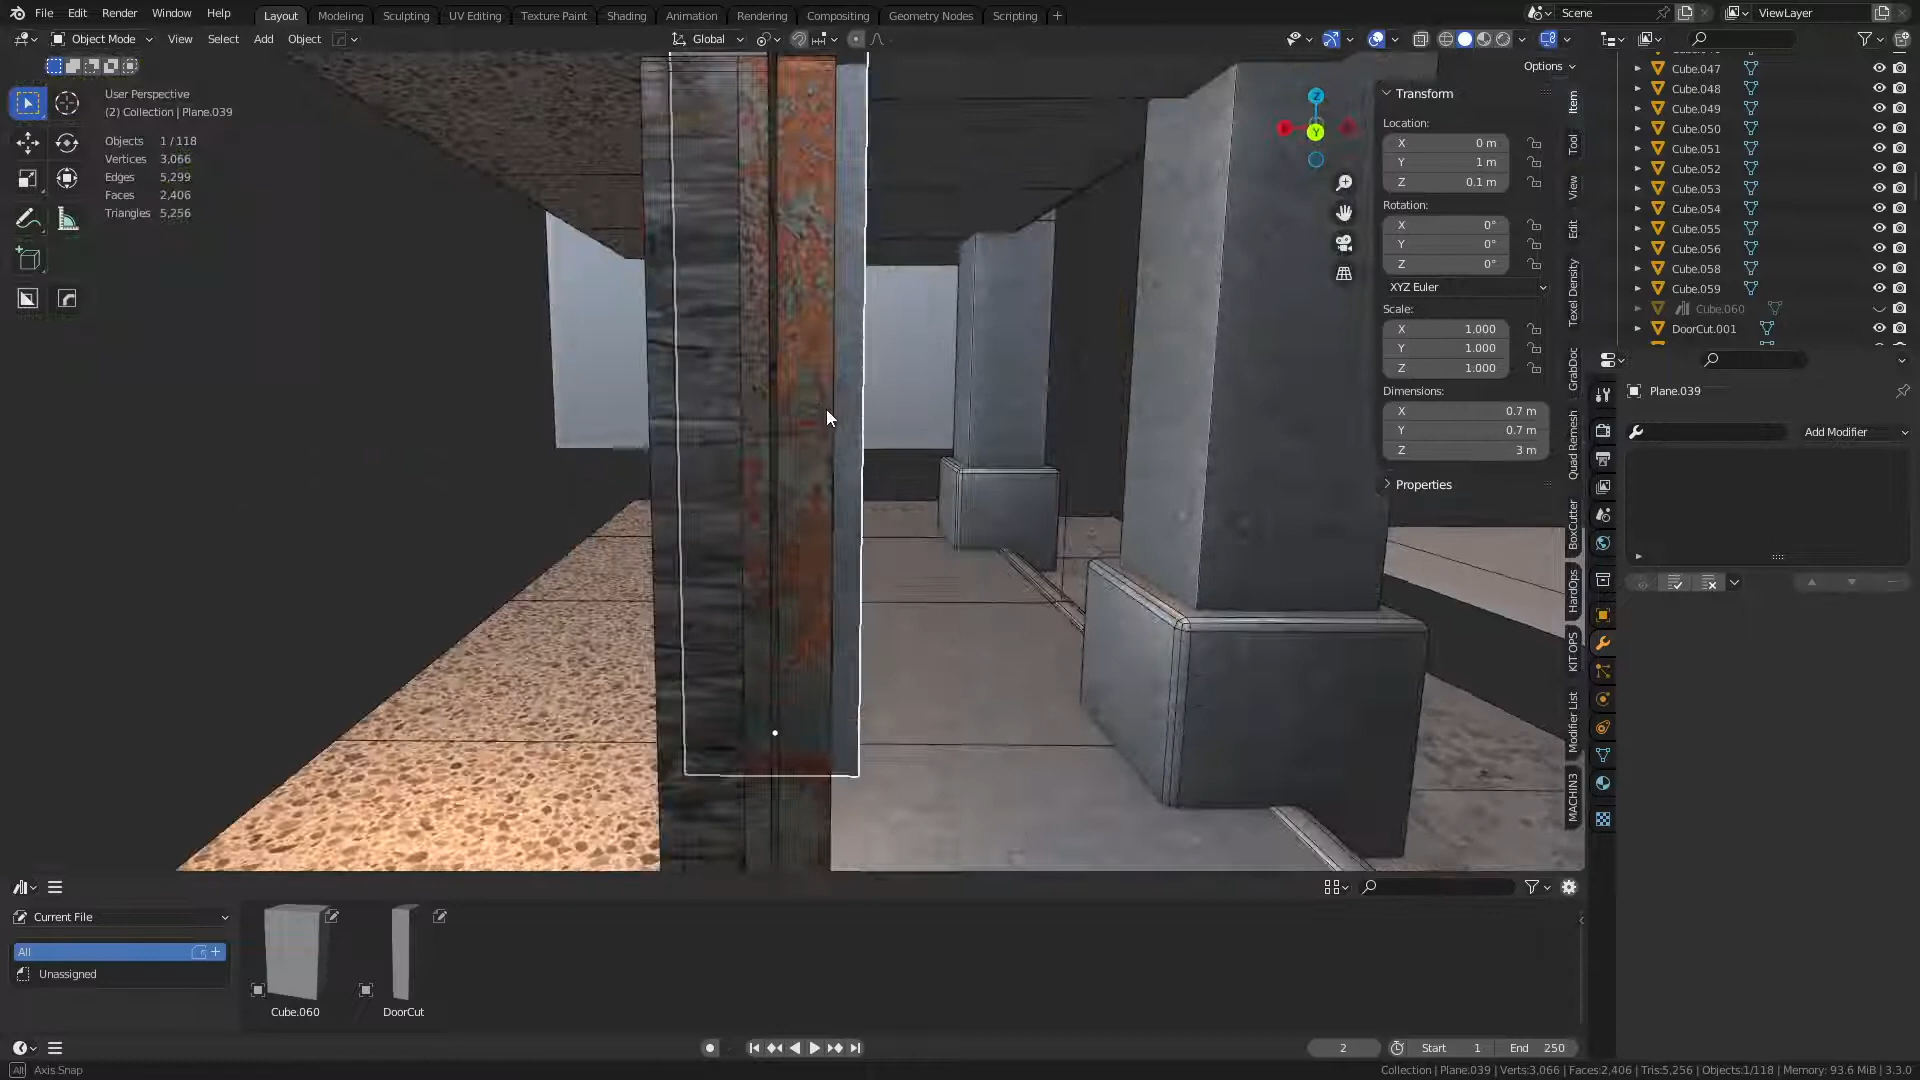 File Edit Render Window Help Layout Modeling Sculpting UV Editing Texture Paint Shading Animation Rendering Compositing Geometry Nodes Scripting + Scene ViewLayer
Object Mode View Select Add Object Global
Options
User Perspective
(2) Collection | Plane.039
Objects 1 / 118
Vertices 3,066
Edges 5,299
Faces 2,406
Triangles 5,256
Z
Y
Transform
Location:
X 0 m
Y 1 m
Z 0.1 m
Rotation:
X 0°
Y 0°
Z 0°
XYZ Euler
Scale:
X 1.000
Y 1.000
Z 1.000
Dimensions:
X 0.7 m
Y 0.7 m
Z 3 m
Properties
Item
Tool
View
Edit
Texel Density
GrabDoc
Quad Remesh
BoxCutter
HardOps
KIT OPS
Modifier List
MACHIN3
Cube.047
Cube.048
Cube.049
Cube.050
Cube.051
Cube.052
Cube.053
Cube.054
Cube.055
Cube.056
Cube.058
Cube.059
Cube.060
DoorCut.001
Plane.039
Add Modifier
Current File
All
Unassigned
Cube.060
DoorCut
2 Start 1 End 250
Alt Axis Snap
Collection | Plane.039 | Verts:3,066 | Faces:2,406 | Tris:5,256 | Objects:1/118 | Memory: 93.6 MiB | 3.3.0